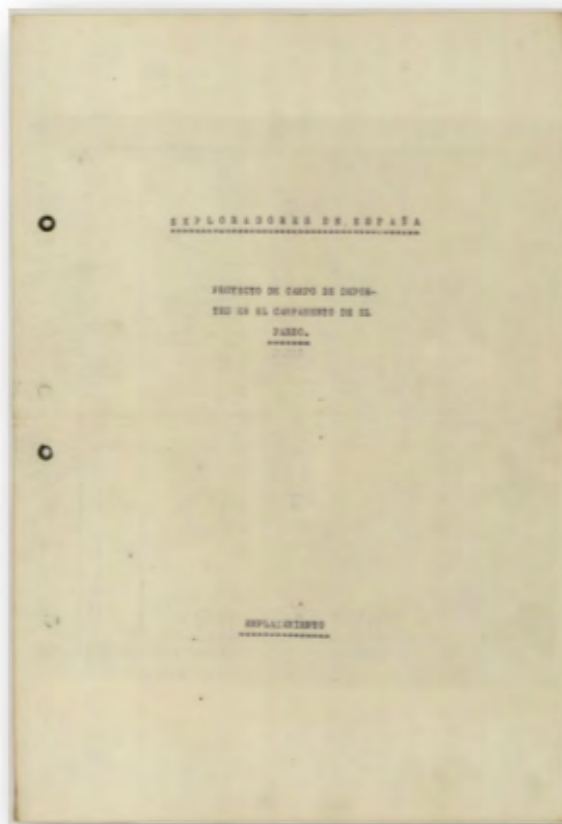 EXPLORADORES DE ESPAÑA
PROYECTO DE CAMPO DE DEPOR-
TES EN EL CAMPAMENTO DE EL
PARDO.
EMPLAZAMIENTO